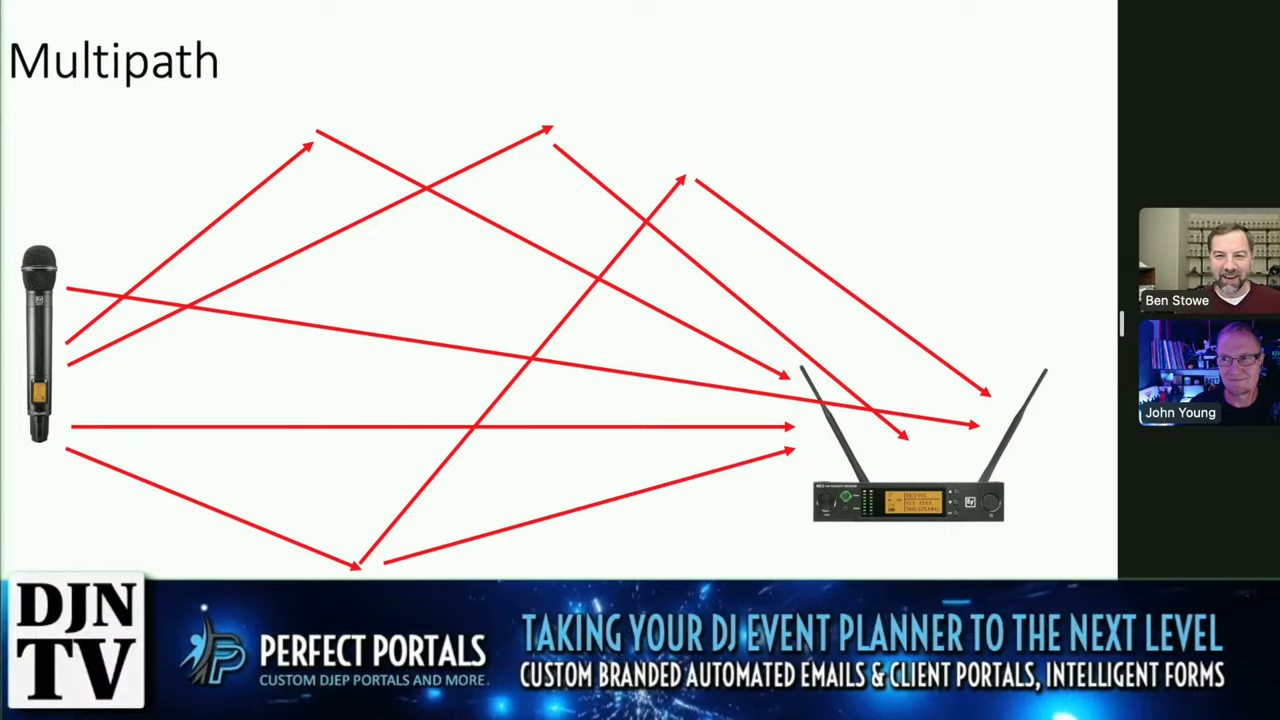 Multipath
Ben Stowe
John Young
DJN
TV
PERFECT PORTALS
CUSTOM DJEP PORTALS AND MORE.
TAKING YOUR DJ EVENT PLANNER TO THE NEXT LEVEL
CUSTOM BRANDED AUTOMATED EMAILS & CLIENT PORTALS, INTELLIGENT FORMS